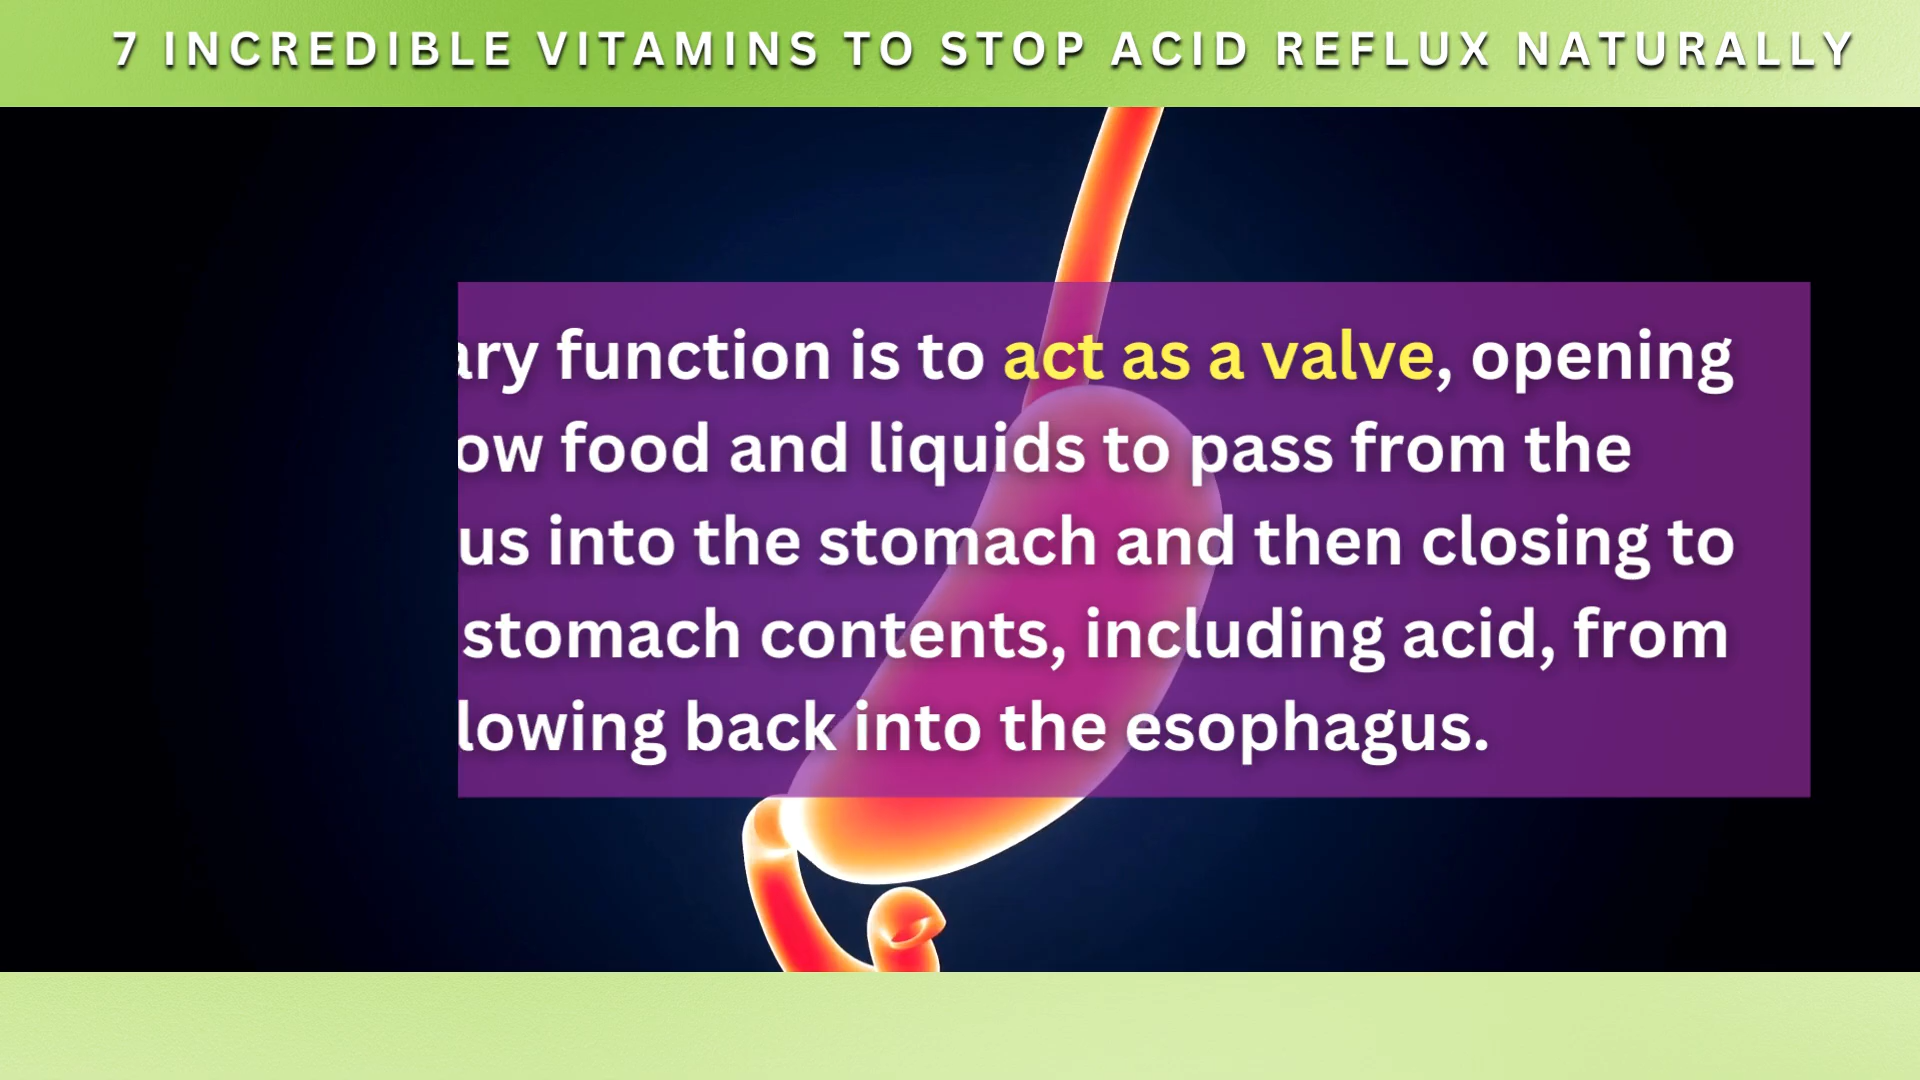 7 INCREDIBLE VITAMINS TO STOP ACID REFLUX NATURALLY
ary function is to act as a valve, opening
ow food and liquids to pass from the
us into the stomach and then closing to
stomach contents, including acid, from
lowing back into the esophagus.